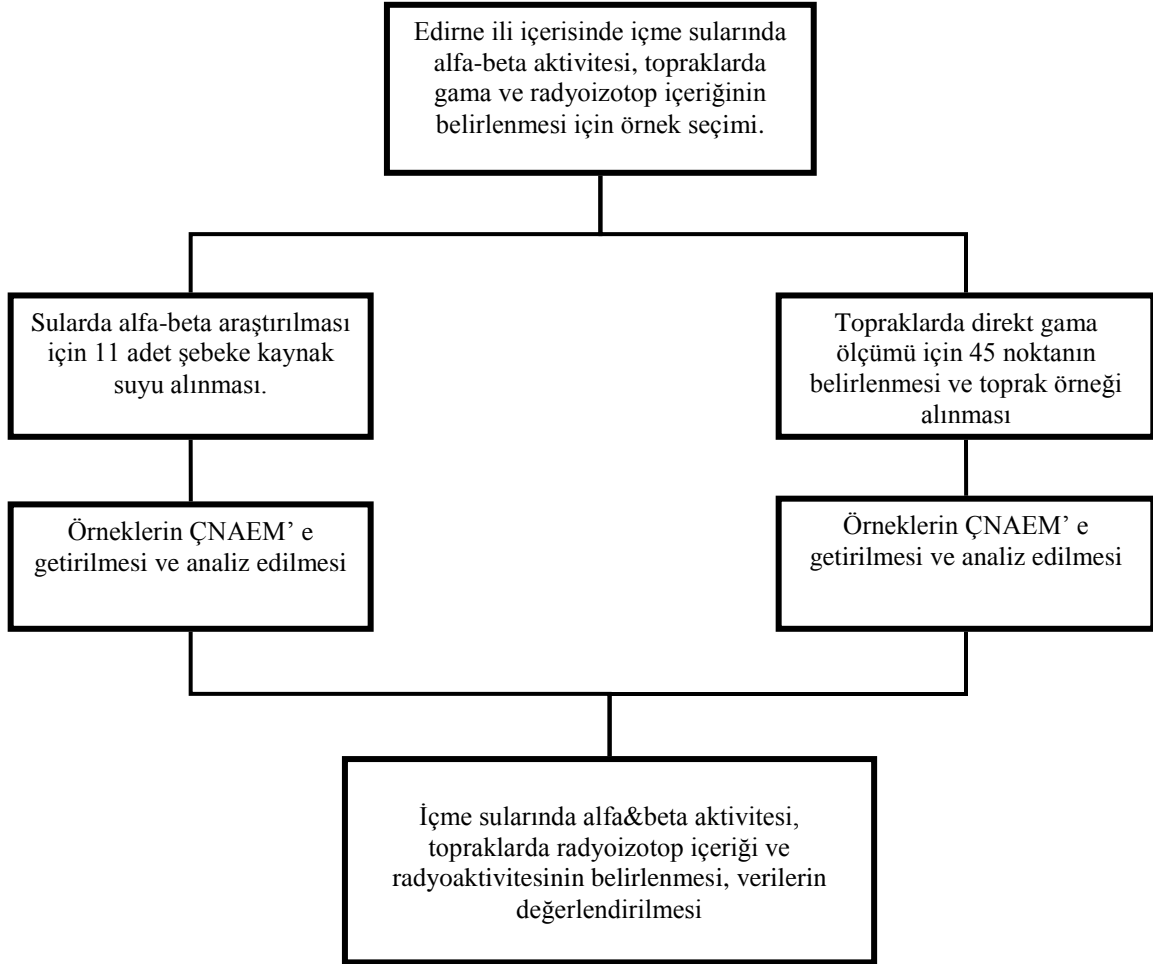 Edirne ili içerisinde içme sularında
alfa-beta aktivitesi, topraklarda
gama ve radyoizotop içeriğinin
belirlenmesi için örnek seçimi.
Sularda alfa-beta araştırılması
için 11 adet şebeke kaynak
suyu alınması.
Topraklarda direkt gama
ölçümü için 45 noktanın
belirlenmesi ve toprak örneği
alınması
Örneklerin ÇNAEM’ e
getirilmesi ve analiz edilmesi
Örneklerin ÇNAEM’ e
getirilmesi ve analiz edilmesi
İçme sularında alfa&beta aktivitesi,
topraklarda radyoizotop içeriği ve
radyoaktivitesinin belirlenmesi, verilerin
değerlendirilmesi